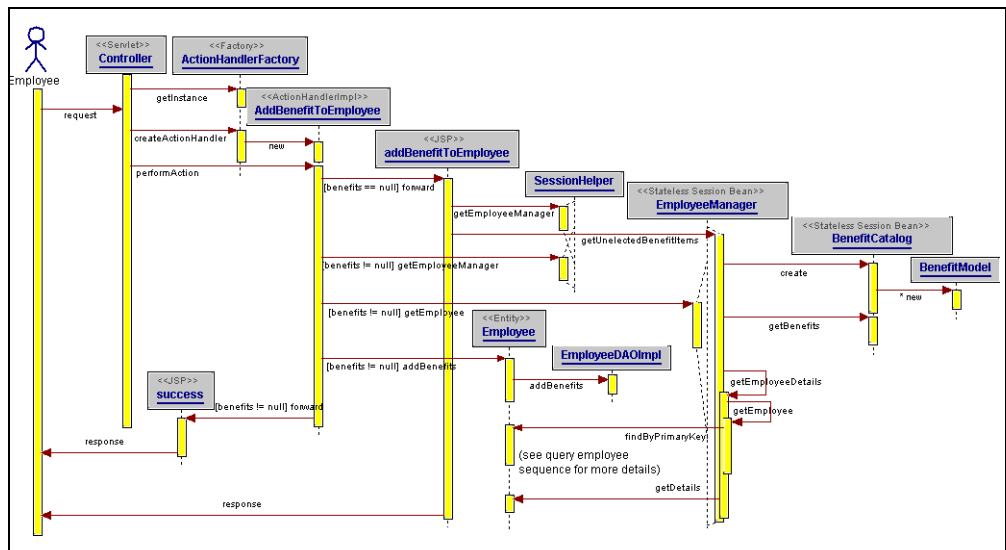 Employee
<<Servlet>>
Controller
<<Factory>>
ActionHandlerFactory
getInstance
<<ActionHandlerImpl>>
AddBenefitToEmployee
request
createActionHandler
new
<<JSP>>
addBenefitToEmployee
performAction
[benefits == null] forward
SessionHelper
<<Stateless Session Bean>>
EmployeeManager
getEmployeeManager
<<Stateless Session Bean>>
BenefitCatalog
getUnelectedBenefitItems
[benefits != null] getEmployeeManager
create
BenefitModel
* new
[benefits != null] getEmployee
<<Entity>>
Employee
getBenefits
EmployeeDAOImpl
[benefits != null] addBenefits
addBenefits
getEmployeeDetails
<<JSP>>
success
[benefits != null] forward
getEmployee
response
findByPrimaryKey
(see query employee
sequence for more details)
getDetails
response